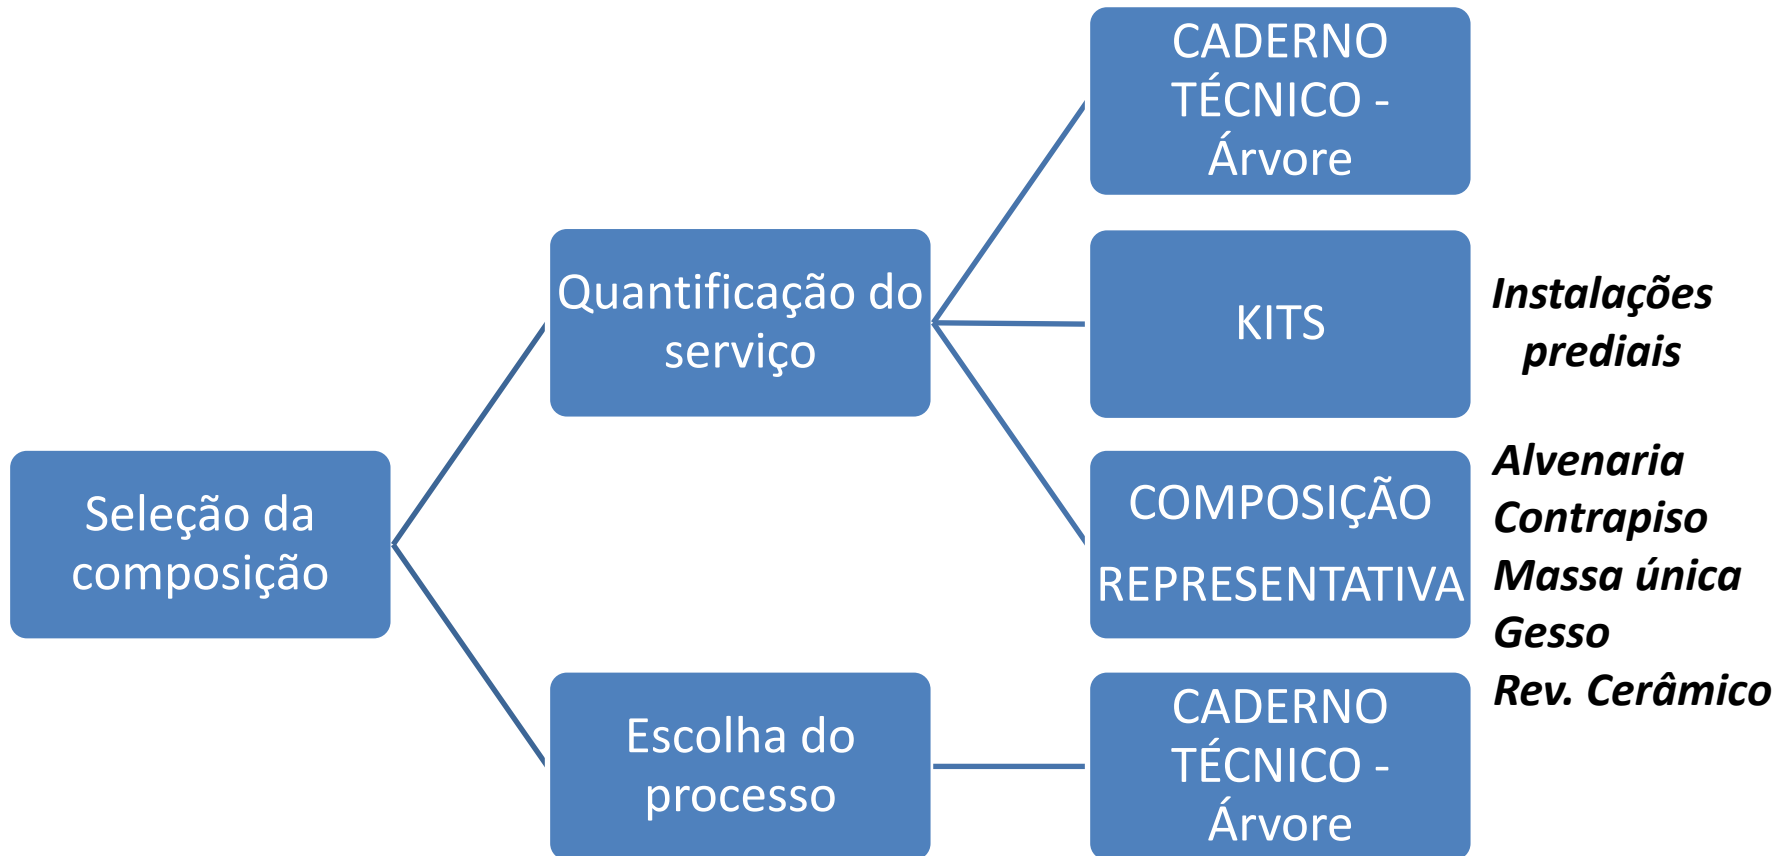 Seleção da
composição
Quantificação do
serviço
Escolha do
processo
CADERNO
TÉCNICO -
Árvore
KITS
COMPOSIÇÃO
REPRESENTATIVA
CADERNO
TÉCNICO -
Árvore
Instalações
prediais
Alvenaria
Contrapiso
Massa única
Gesso
Rev. Cerâmico